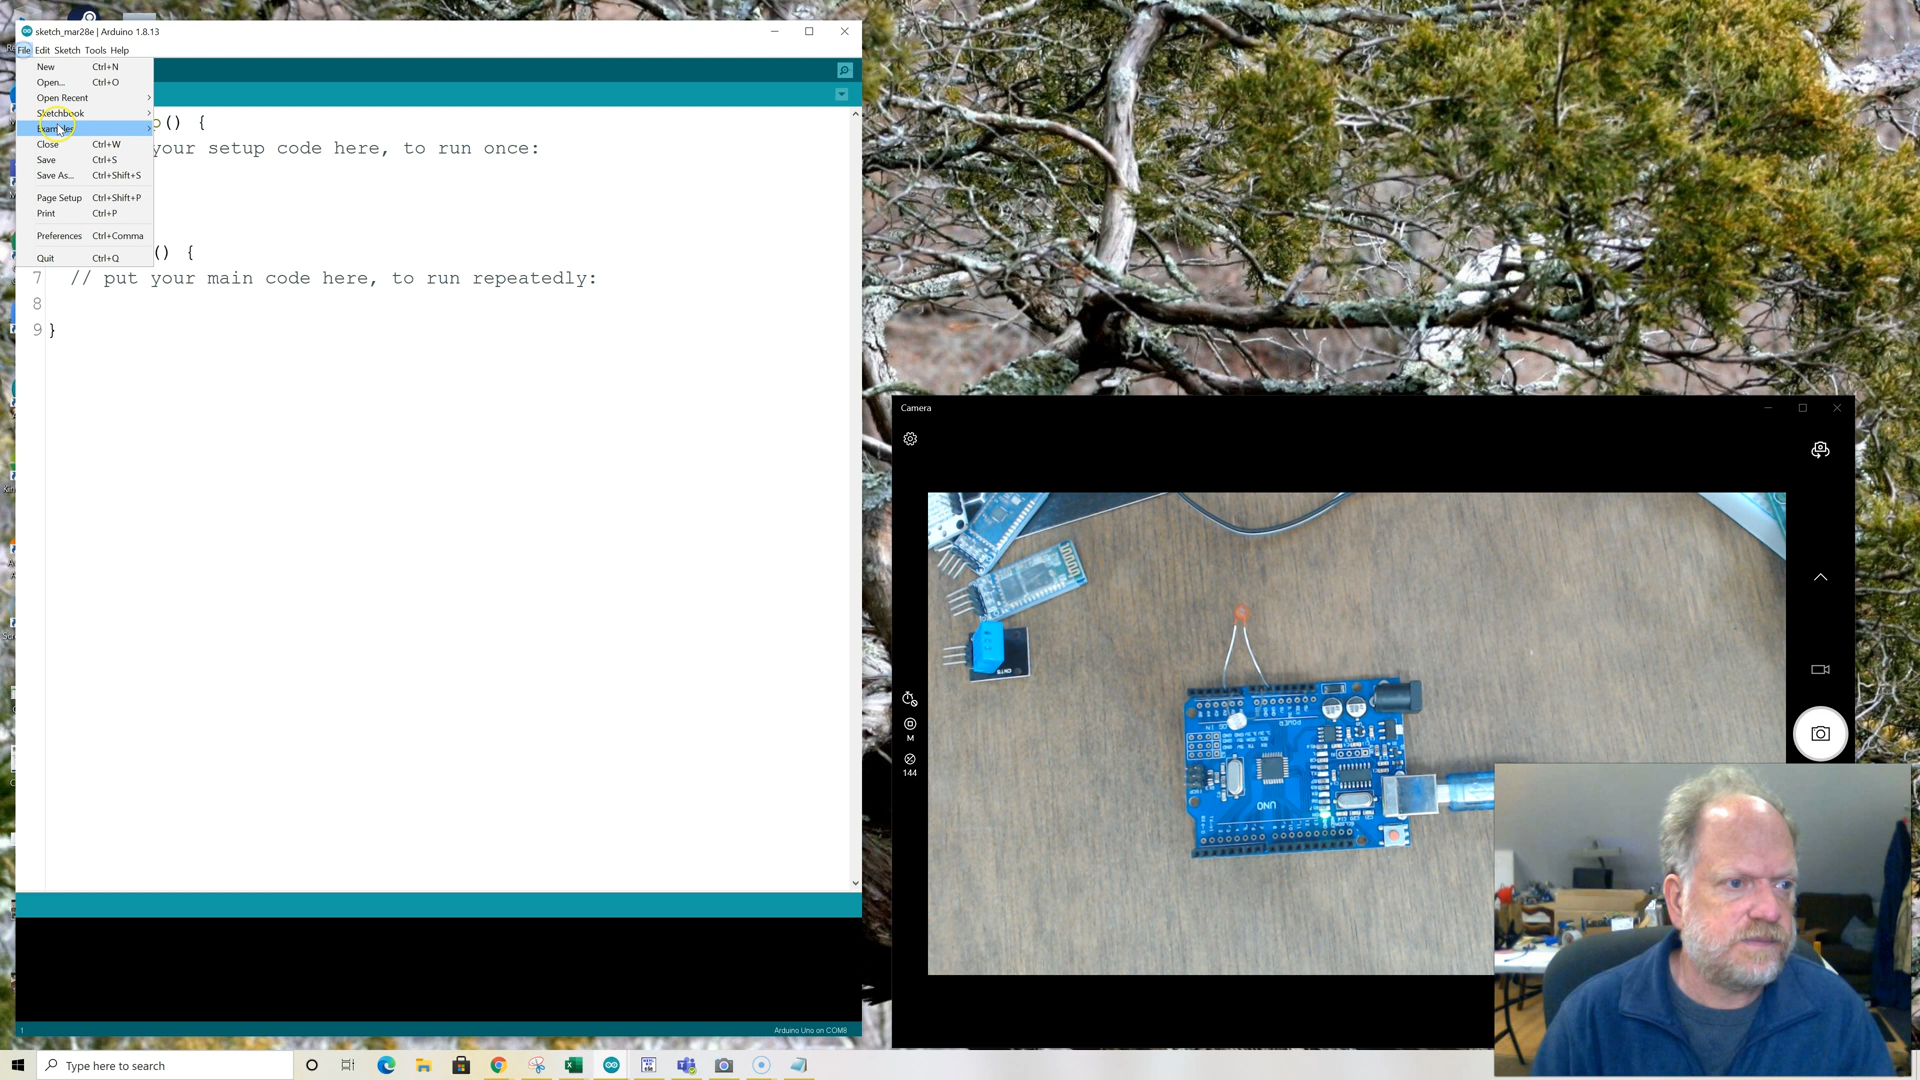 sketch_mar28e | Arduino 1.8.13
File Edit Sketch Tools Help
New Ctrl+N
Open... Ctrl+O
Open Recent
Sketchbook
Examples
Close Ctrl+W
Save Ctrl+S
Save As... Ctrl+Shift+S
Page Setup Ctrl+Shift+P
Print Ctrl+P
Preferences Ctrl+Comma
Quit Ctrl+Q
() {
your setup code here, to run once:
() {
7 // put your main code here, to run repeatedly:
8
9 }
1
Arduino Uno on COM8
Camera
M
144
UNO
POWER
Type here to search